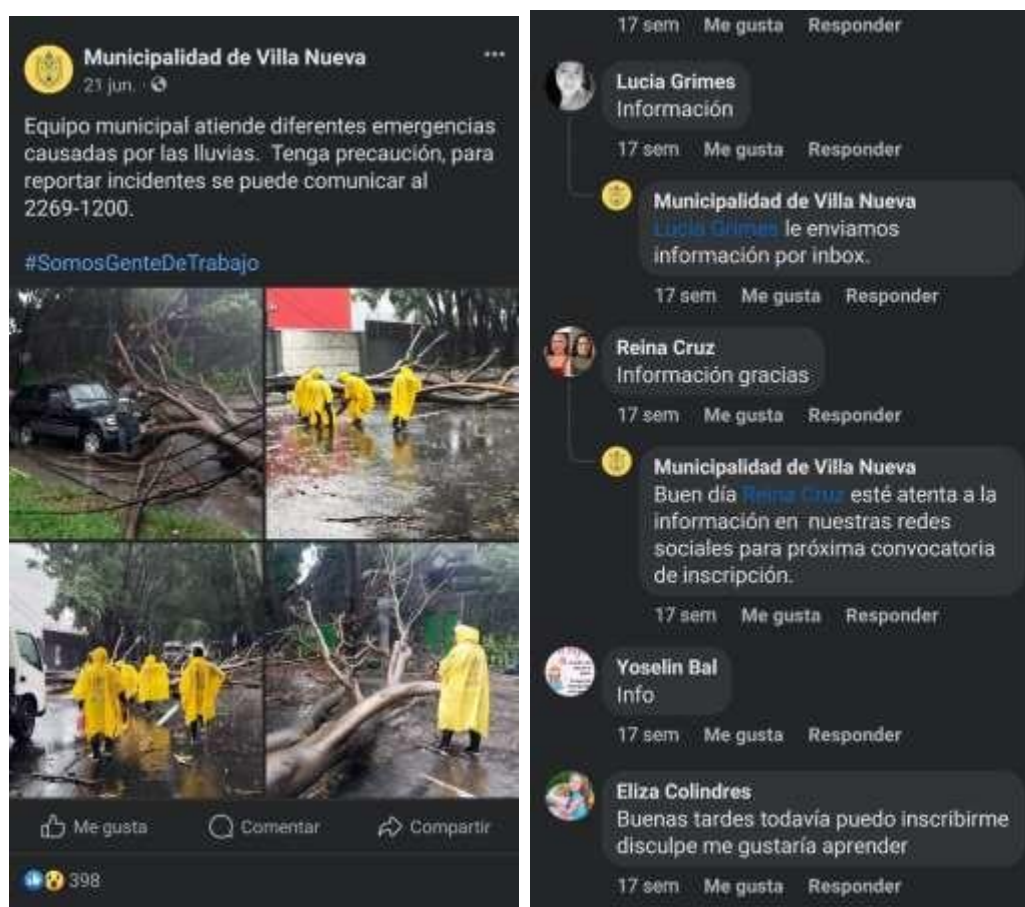 Municipalidad de Villa Nueva
21 jun.
Equipo municipal atiende diferentes emergencias
causadas por las lluvias. Tenga precaución, para
reportar incidentes se puede comunicar al
2269-1200.
#SomosGenteDeTrabajo
Me gusta Comentar Compartir
398
17 sem Me gusta Responder
Lucia Grimes
Información
17 sem Me gusta Responder
Municipalidad de Villa Nueva
Lucia Grimes le enviamos
información por inbox.
17 sem Me gusta Responder
Reina Cruz
Información gracias
17 sem Me gusta Responder
Municipalidad de Villa Nueva
Buen día Reina Cruz esté atenta a la
información en nuestras redes
sociales para próxima convocatoria
de inscripción.
17 sem Me gusta Responder
Yoselin Bal
Info
17 sem Me gusta Responder
Eliza Colindres
Buenas tardes todavía puedo inscribirme
disculpe me gustaría aprender
17 sem Me gusta Responder